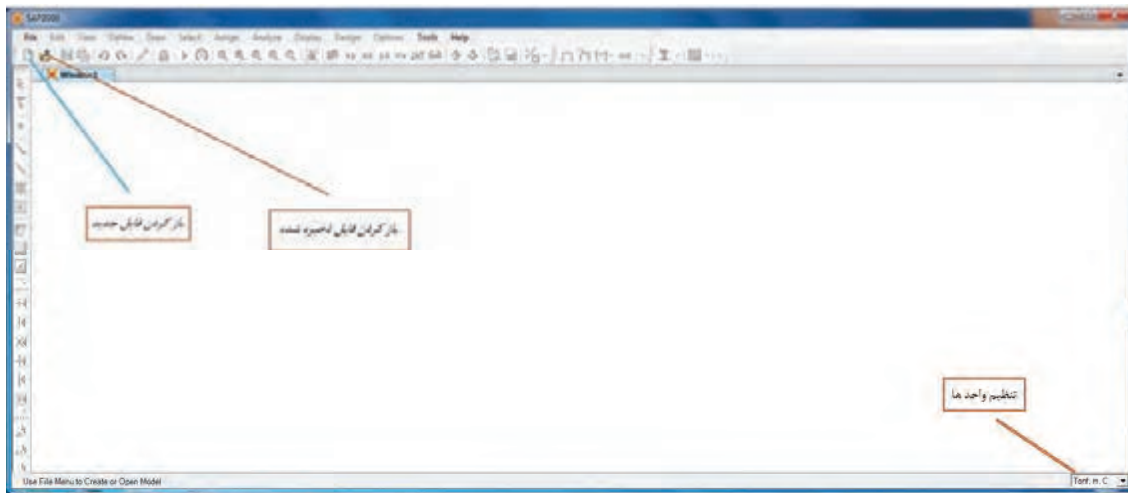 SAP2000
File Edit View Define Draw Select Assign Analyze Display Design Options Tools Help
باز کردن فایل جدید
باز کردن فایل ذخیره شده
تنظیم واحد ها
Use File Menu to Create or Open Model
Tonf, m, C